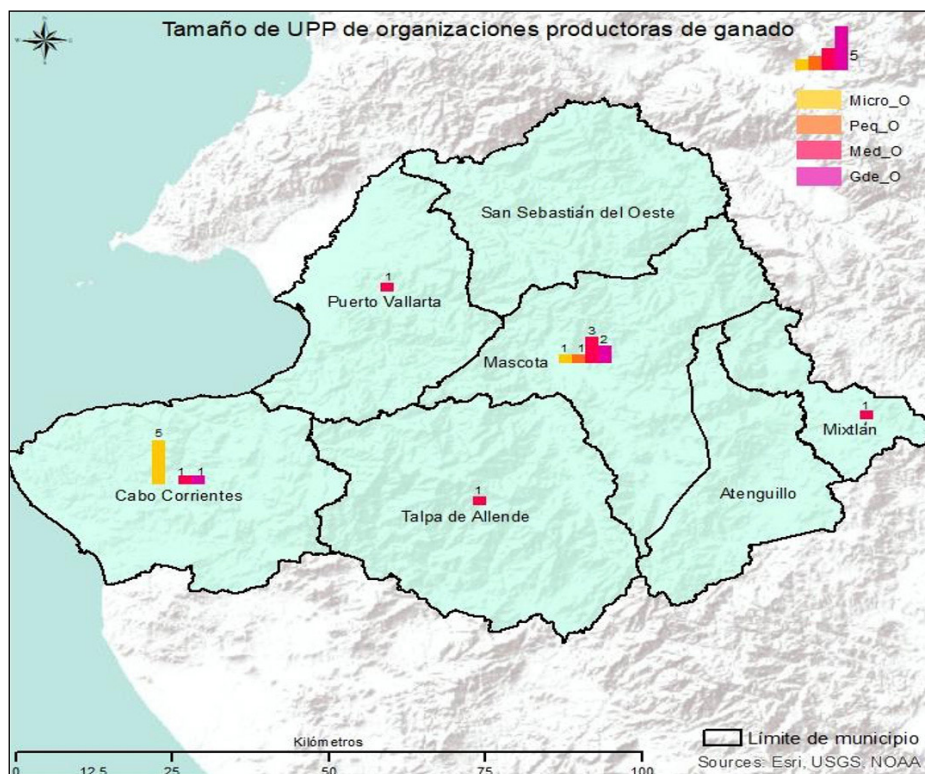 Tamaño de UPP de organizaciones productoras de ganado
5
Micro_O
Peq_O
Med_O
Gde_O
San Sebastián del Oeste
1
Puerto Vallarta
1 1 3 2
Mascota
1
Mixtlán
5
1 1
Cabo Corrientes
1
Talpa de Allende
Atenguillo
Kilómetros
0 12.5 25 50 75 100
Límite de municipio
Sources: Esri, USGS, NOAA